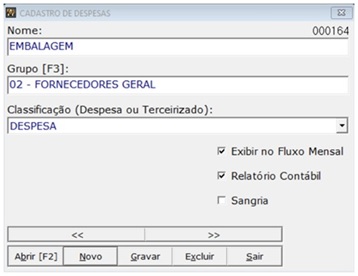 CADASTRO DE DESPESAS
Nome: 000164
EMBALAGEM
Grupo [F3]:
02 - FORNECEDORES GERAL
Classificação (Despesa ou Terceirizado):
DESPESA
Exibir no Fluxo Mensal
Relatório Contábil
Sangria
<< >>
Abrir [F2] Novo Gravar Excluir Sair